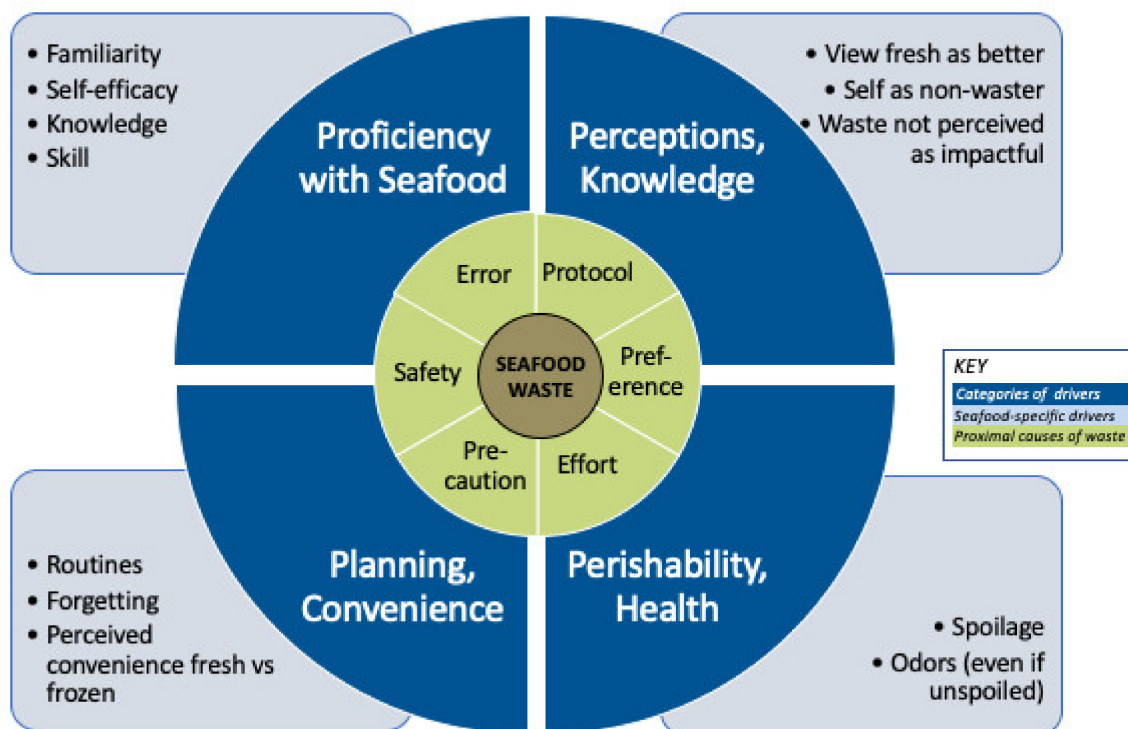 • Familiarity
• Self-efficacy
• Knowledge
• Skill
Proficiency
with Seafood
Perceptions,
Knowledge
• View fresh as better
• Self as non-waster
• Waste not perceived
as impactful
Error
Protocol
Safety
SEAFOOD
WASTE
Pref-
erence
Pre-
caution
Effort
KEY
Categories of drivers
Seafood-specific drivers
Proximal causes of waste
• Routines
• Forgetting
• Perceived
convenience fresh vs
frozen
Planning,
Convenience
Perishability,
Health
• Spoilage
• Odors (even if
unspoiled)